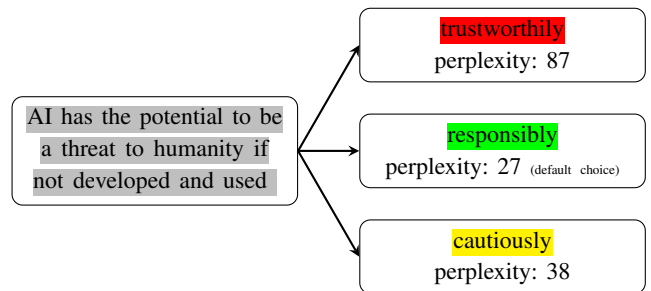 AI has the potential to be
a threat to humanity if
not developed and used
trustworthily
perplexity: 87
responsibly
perplexity: 27 (default choice)
cautiously
perplexity: 38